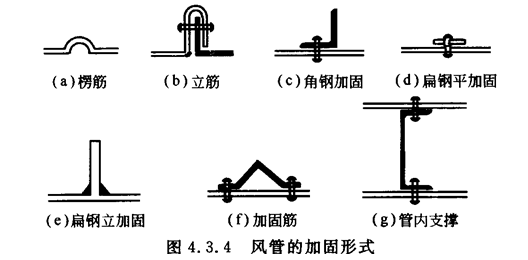 (a)楞筋 (b)立筋 (c)角钢加固 (d)扁钢平加固
(e)扁钢立加固 (f)加固筋 (g)管内支撑
图 4.3.4 风管的加固形式